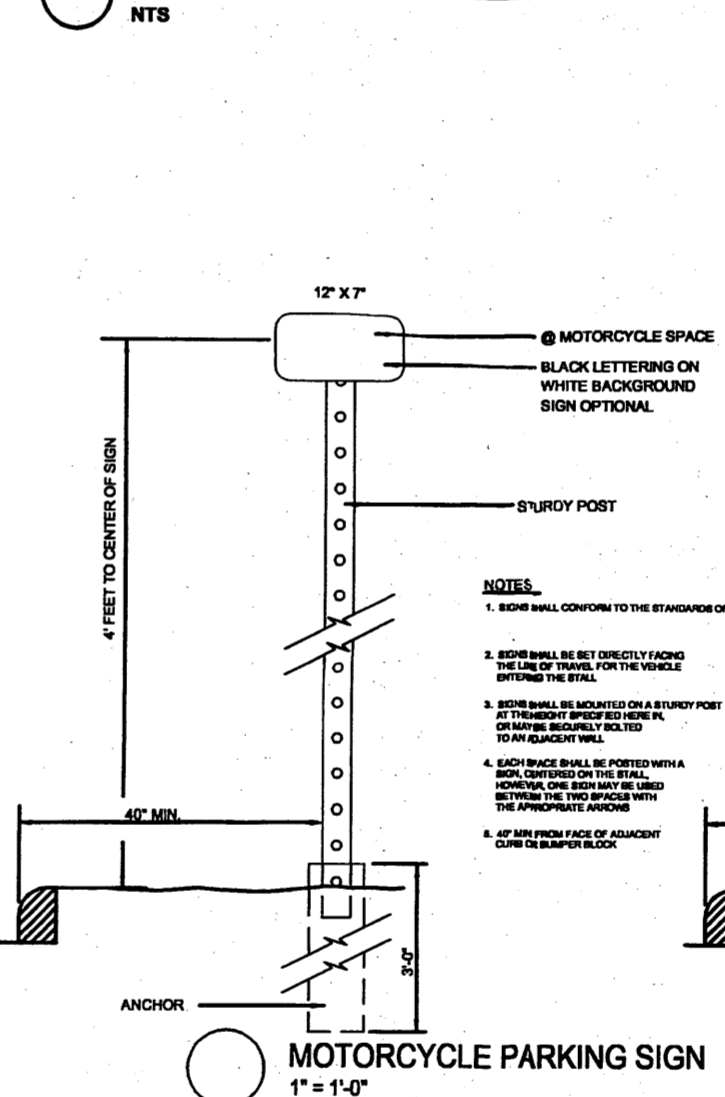 NTS
12" X 7"
@ MOTORCYCLE SPACE
BLACK LETTERING ON
WHITE BACKGROUND
SIGN OPTIONAL
4' FEET TO CENTER OF SIGN
STURDY POST
NOTES
1. SIGNS SHALL CONFORM TO THE STANDARDS OF
2. SIGNS SHALL BE SET DIRECTLY FACING
THE LINE OF TRAVEL FOR THE VEHICLE
ENTERING THE STALL
3. SIGNS SHALL BE MOUNTED ON A STURDY POST
AT THE HEIGHT SPECIFIED HERE IN,
OR MAY BE SECURELY BOLTED
TO AN ADJACENT WALL
4. EACH SPACE SHALL BE POSTED WITH A
SIGN, CENTERED ON THE STALL,
HOWEVER, ONE SIGN MAY BE USED
BETWEEN THE TWO SPACES WITH
THE APPROPRIATE ARROWS
5. 40" MIN FROM FACE OF ADJACENT
CURB OR BUMPER BLOCK
40" MIN.
3'-0"
ANCHOR
MOTORCYCLE PARKING SIGN
1" = 1'-0"